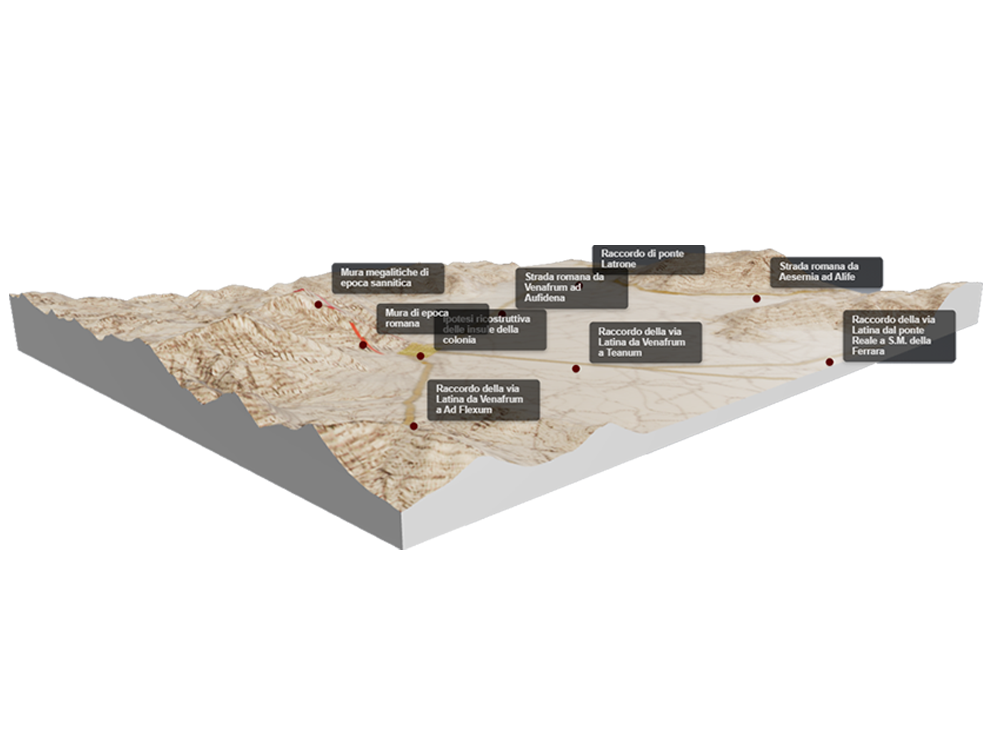 Raccordo di ponte
Latrone
Mura megalitiche di
epoca sannitica
Strada romana da
Venafrum ad
Aufidena
Strada romana da
Aesernia ad Alife
Mura di epoca
romana
Ipotesi ricostruttiva
delle insule della
colonia
Raccordo della via
Latina da Venafrum
a Teanum
Raccordo della via
Latina dal ponte
Reale a S.M. della
Ferrara
Raccordo della via
Latina da Venafrum
a Ad Flexum